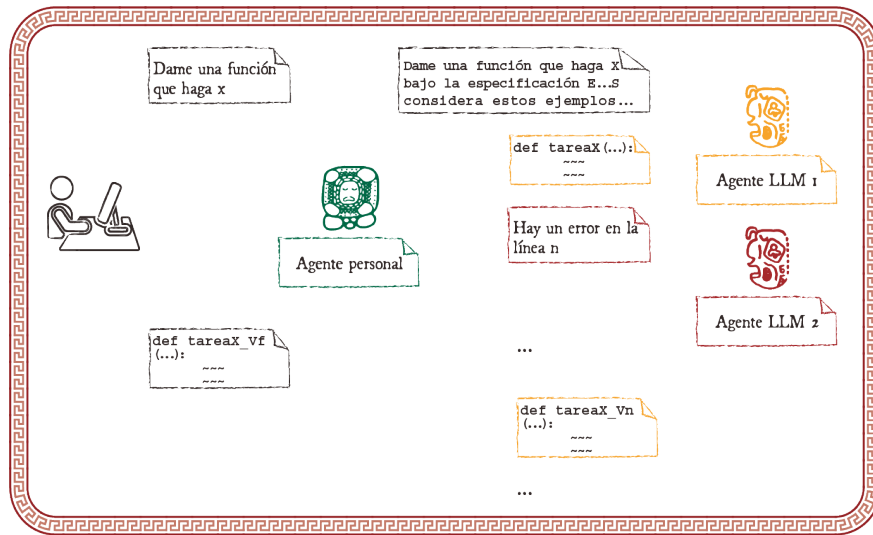 Dame una función
que haga x
Dame una función que haga X
bajo la especificación E...S
considera estos ejemplos...
def tareaX(...):
~~~
~~~
Agente LLM 1
Hay un error en la
línea n
Agente personal
Agente LLM 2
def tareaX_Vf
(...):
~~~
~~~
...
def tareaX_Vn
(...):
~~~
~~~
...